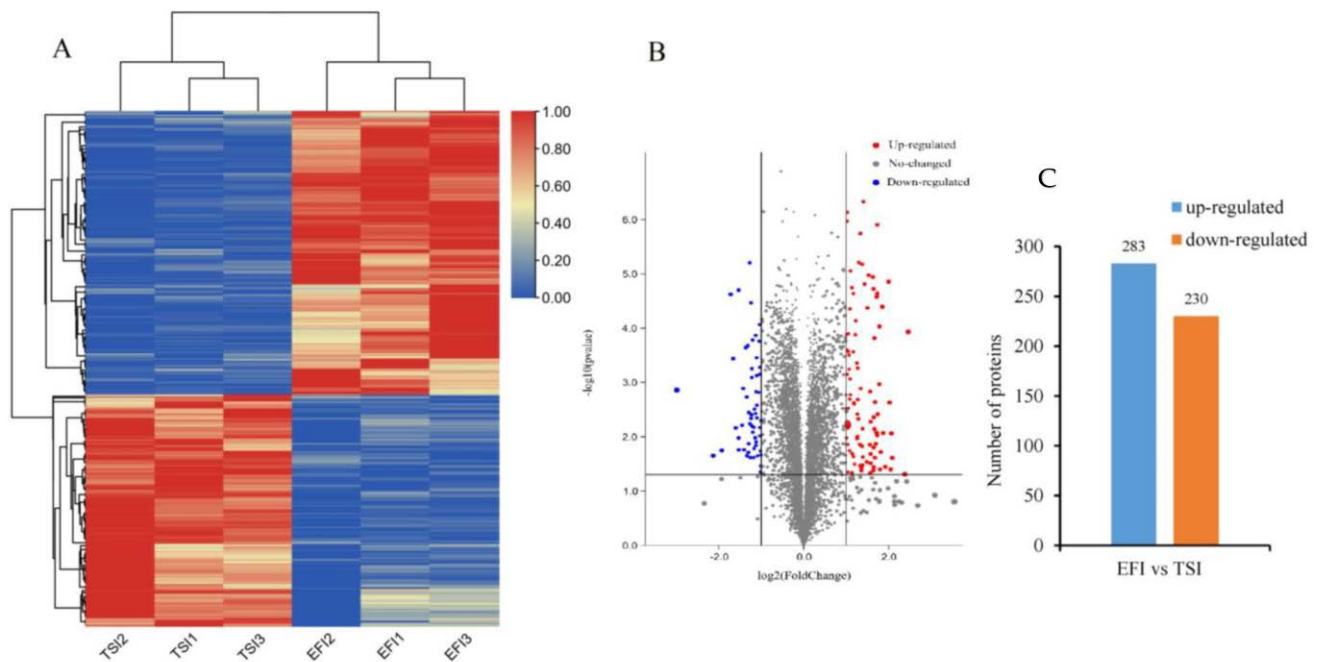 A
1.00
0.80
0.60
0.40
0.20
0.00
TSI2
TSI1
TSI3
EFI2
EFI1
EFI3
B
Up-regulated
No-changed
Down-regulated
6.0
5.0
4.0
3.0
2.0
1.0
0.0
-log10(pvalue)
-2.0
0.0
2.0
log2(FoldChange)
C
up-regulated
down-regulated
300
250
200
150
100
50
0
Number of proteins
283
230
EFI vs TSI